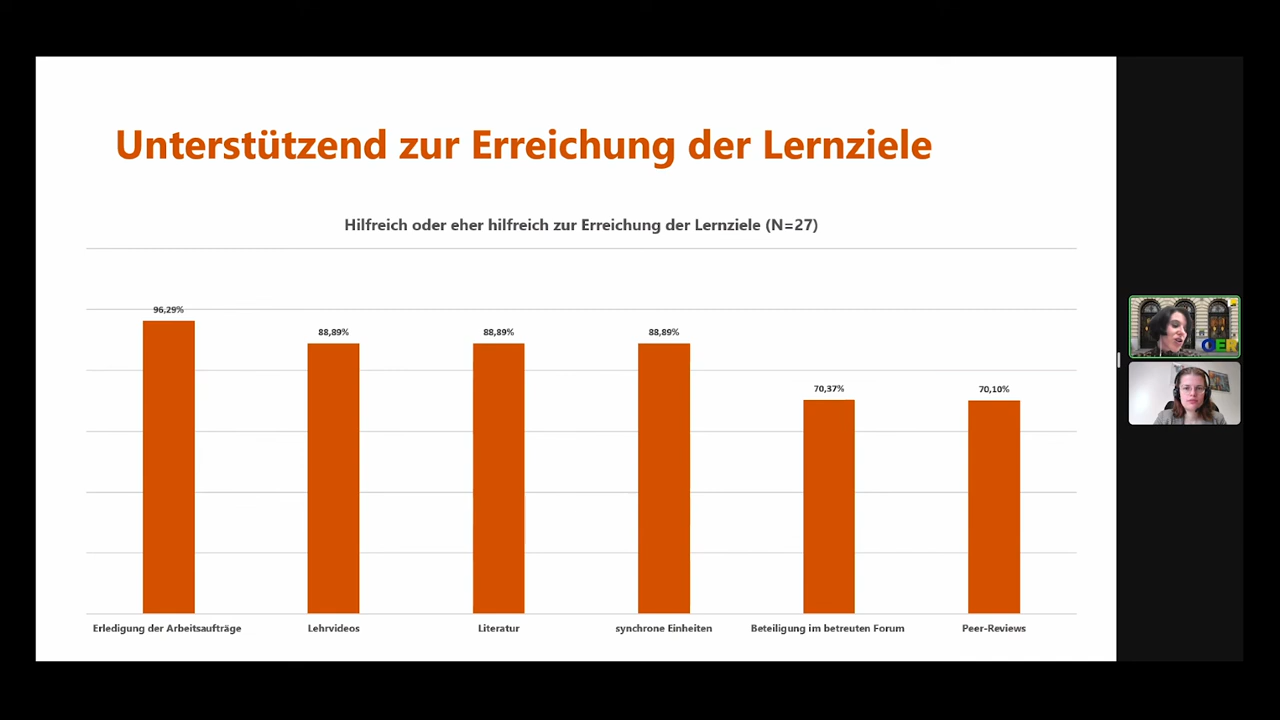 Unterstützend zur Erreichung der Lernziele
Hilfreich oder eher hilfreich zur Erreichung der Lernziele (N=27)
96,29%
88,89%
88,89%
88,89%
70,37%
70,10%
Erledigung der Arbeitsaufträge
Lehrvideos
Literatur
synchrone Einheiten
Beteiligung im betreuten Forum
Peer-Reviews
OER